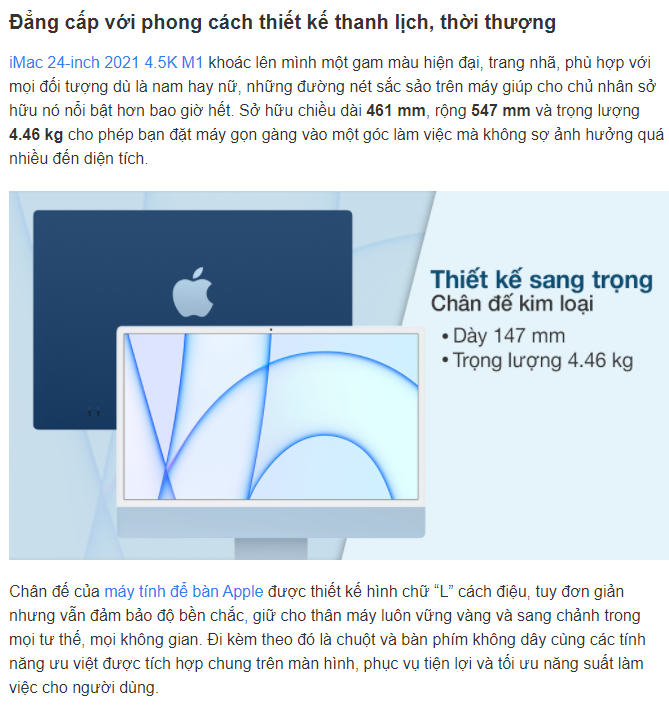 Đẳng cấp với phong cách thiết kế thanh lịch, thời thượng
iMac 24-inch 2021 4.5K M1 khoác lên mình một gam màu hiện đại, trang nhã, phù hợp với
mọi đối tượng dù là nam hay nữ, những đường nét sắc sảo trên máy giúp cho chủ nhân sở
hữu nó nổi bật hơn bao giờ hết. Sở hữu chiều dài 461 mm, rộng 547 mm và trọng lượng
4.46 kg cho phép bạn đặt máy gọn gàng vào một góc làm việc mà không sợ ảnh hưởng quá
nhiều đến diện tích.
Thiết kế sang trọng
Chân đế kim loại
• Dày 147 mm
• Trọng lượng 4.46 kg
Chân đế của máy tính để bàn Apple được thiết kế hình chữ “L” cách điệu, tuy đơn giản
nhưng vẫn đảm bảo độ bền chắc, giữ cho thân máy luôn vững vàng và sang chảnh trong
mọi tư thế, mọi không gian. Đi kèm theo đó là chuột và bàn phím không dây cùng các tính
năng ưu việt được tích hợp chung trên màn hình, phục vụ tiện lợi và tối ưu năng suất làm
việc cho người dùng.